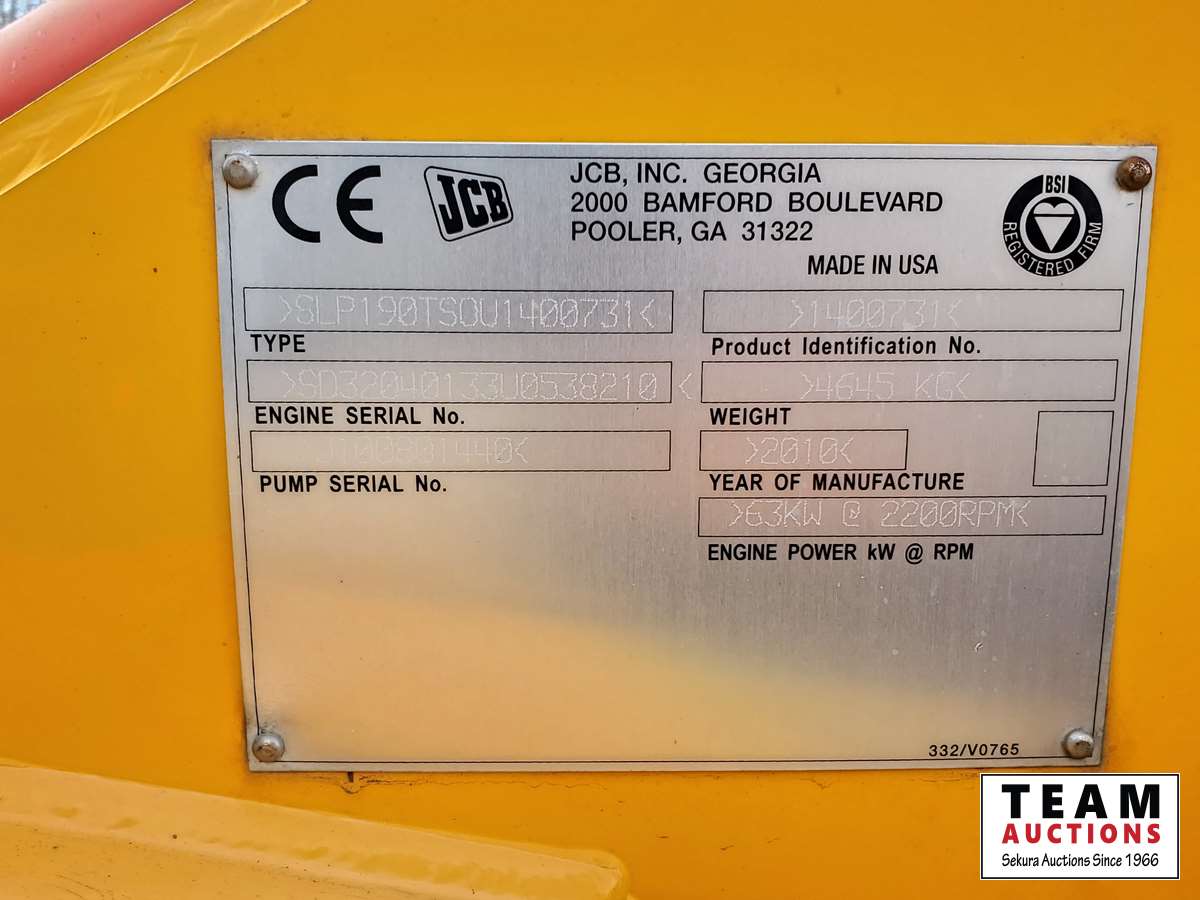 CE
JCB
JCB, INC. GEORGIA
2000 BAMFORD BOULEVARD
POOLER, GA 31322
MADE IN USA
BSI
REGISTERED FIRM
>SLP190TSOU1400731<
TYPE
>1400731<
Product Identification No.
>SD32040133U0538210 <
ENGINE SERIAL No.
>4645 KG<
WEIGHT
PUMP SERIAL No.
>2010<
YEAR OF MANUFACTURE
>63KW @ 2200RPM<
ENGINE POWER kW @ RPM
332/V0765
TEAM
AUCTIONS
Sekura Auctions Since 1966